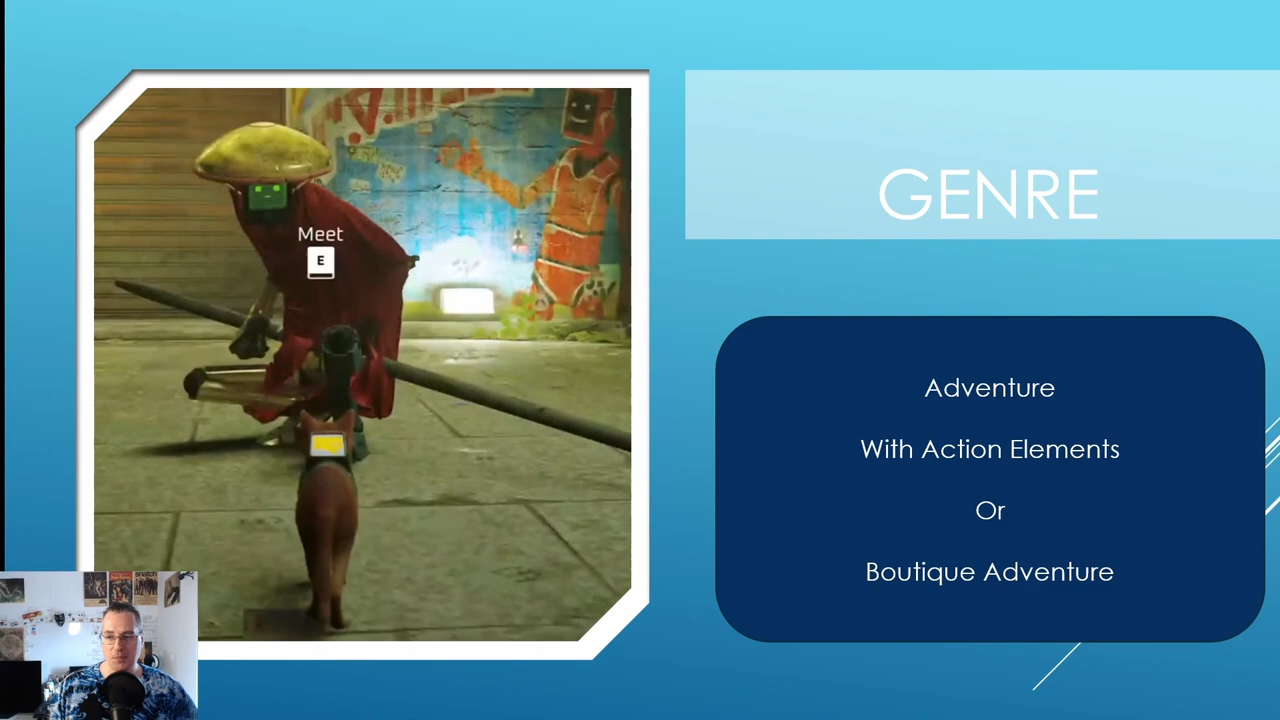 GENRE
Meet
E
Adventure
With Action Elements
Or
Boutique Adventure